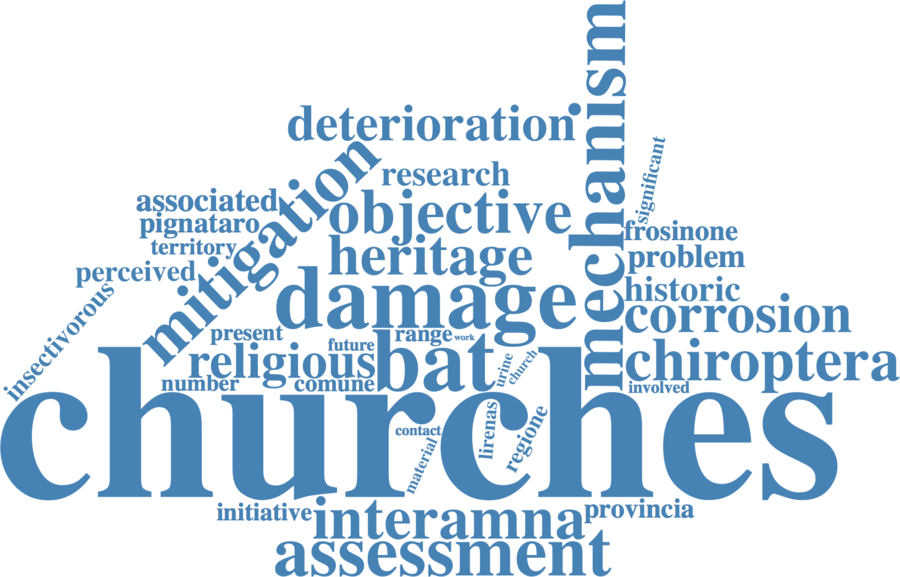 mechanism
deterioration
mitigation
significant
research
associated
objective
pignataro
frosinone
territory
heritage
problem
perceived
damage
historic
insectivorous
corrosion
present
range
work
future
bat
religious
chiroptera
urine
church
number
comune
involved
churches
contact
lirenas
regione
material
initiative
interamna
provincia
assessment